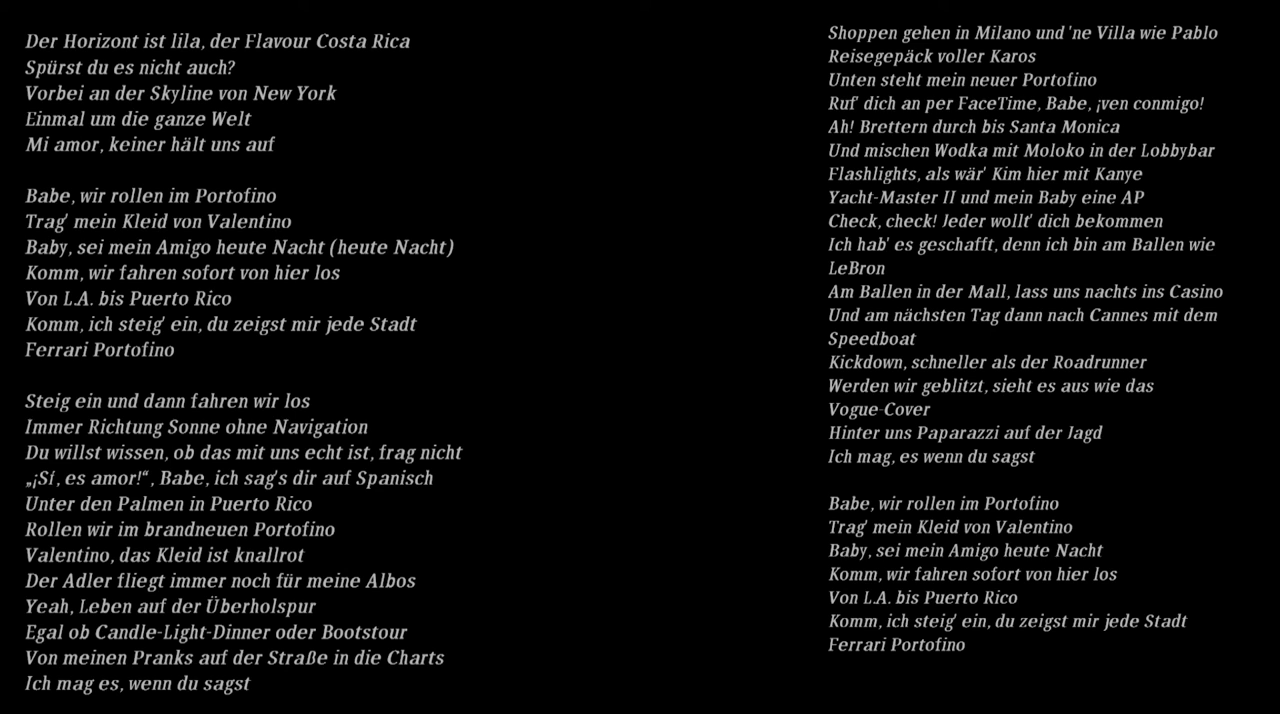 Der Horizont ist lila, der Flavour Costa Rica
Spürst du es nicht auch?
Vorbei an der Skyline von New York
Einmal um die ganze Welt
Mi amor, keiner hält uns auf
Babe, wir rollen im Portofino
Trag' mein Kleid von Valentino
Baby, sei mein Amigo heute Nacht (heute Nacht)
Komm, wir fahren sofort von hier los
Von L.A. bis Puerto Rico
Komm, ich steig' ein, du zeigst mir jede Stadt
Ferrari Portofino
Steig ein und dann fahren wir los
Immer Richtung Sonne ohne Navigation
Du willst wissen, ob das mit uns echt ist, frag nicht
„¡Sí, es amor!“, Babe, ich sag's dir auf Spanisch
Unter den Palmen in Puerto Rico
Rollen wir im brandneuen Portofino
Valentino, das Kleid ist knallrot
Der Adler fliegt immer noch für meine Albos
Yeah, Leben auf der Überholspur
Egal ob Candle-Light-Dinner oder Bootstour
Von meinen Pranks auf der Straße in die Charts
Ich mag es, wenn du sagst
Shoppen gehen in Milano und 'ne Villa wie Pablo
Reisegepäck voller Karos
Unten steht mein neuer Portofino
Ruf' dich an per FaceTime, Babe, ¡ven conmigo!
Ah! Brettern durch bis Santa Monica
Und mischen Wodka mit Moloko in der Lobbybar
Flashlights, als wär' Kim hier mit Kanye
Yacht-Master II und mein Baby eine AP
Check, check! Jeder wollt' dich bekommen
Ich hab' es geschafft, denn ich bin am Ballen wie
LeBron
Am Ballen in der Mall, lass uns nachts ins Casino
Und am nächsten Tag dann nach Cannes mit dem
Speedboat
Kickdown, schneller als der Roadrunner
Werden wir geblitzt, sieht es aus wie das
Vogue-Cover
Hinter uns Paparazzi auf der Jagd
Ich mag, es wenn du sagst
Babe, wir rollen im Portofino
Trag' mein Kleid von Valentino
Baby, sei mein Amigo heute Nacht
Komm, wir fahren sofort von hier los
Von L.A. bis Puerto Rico
Komm, ich steig' ein, du zeigst mir jede Stadt
Ferrari Portofino